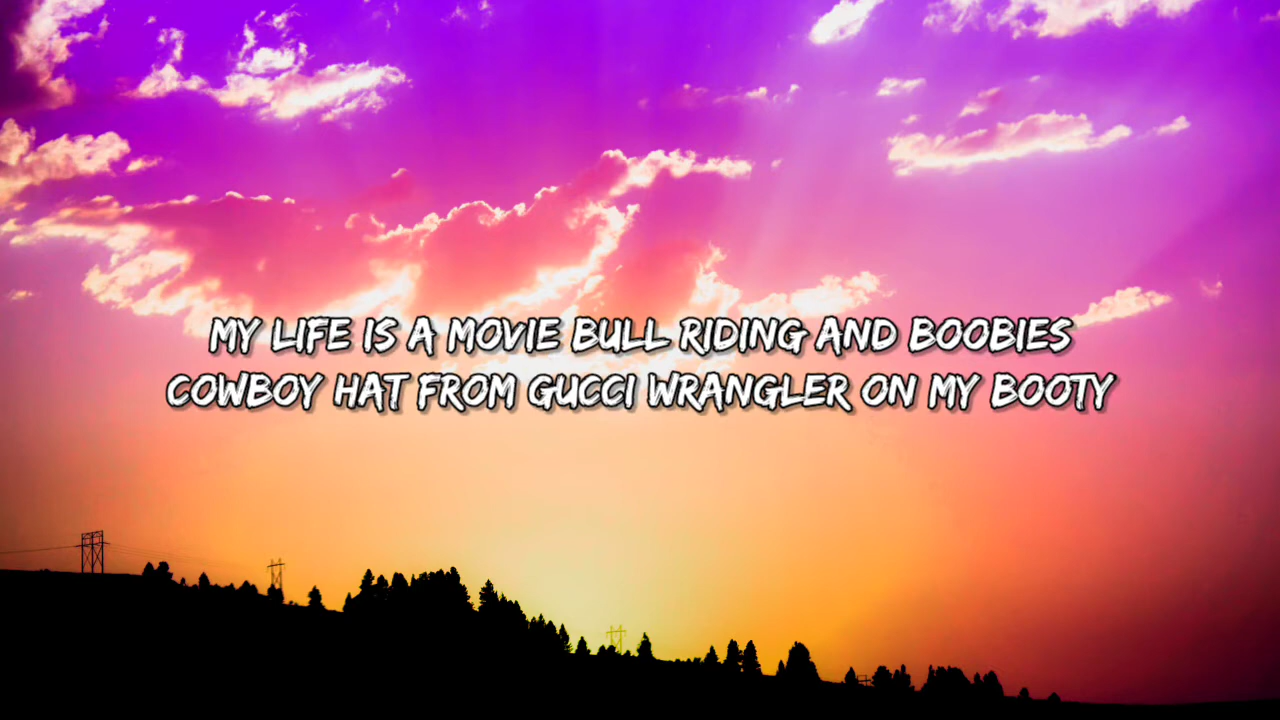 MY LIFE IS A MOVIE BULL RIDING AND BOOBIES
COWBOY HAT FROM GUCCI WRANGLER ON MY BOOTY